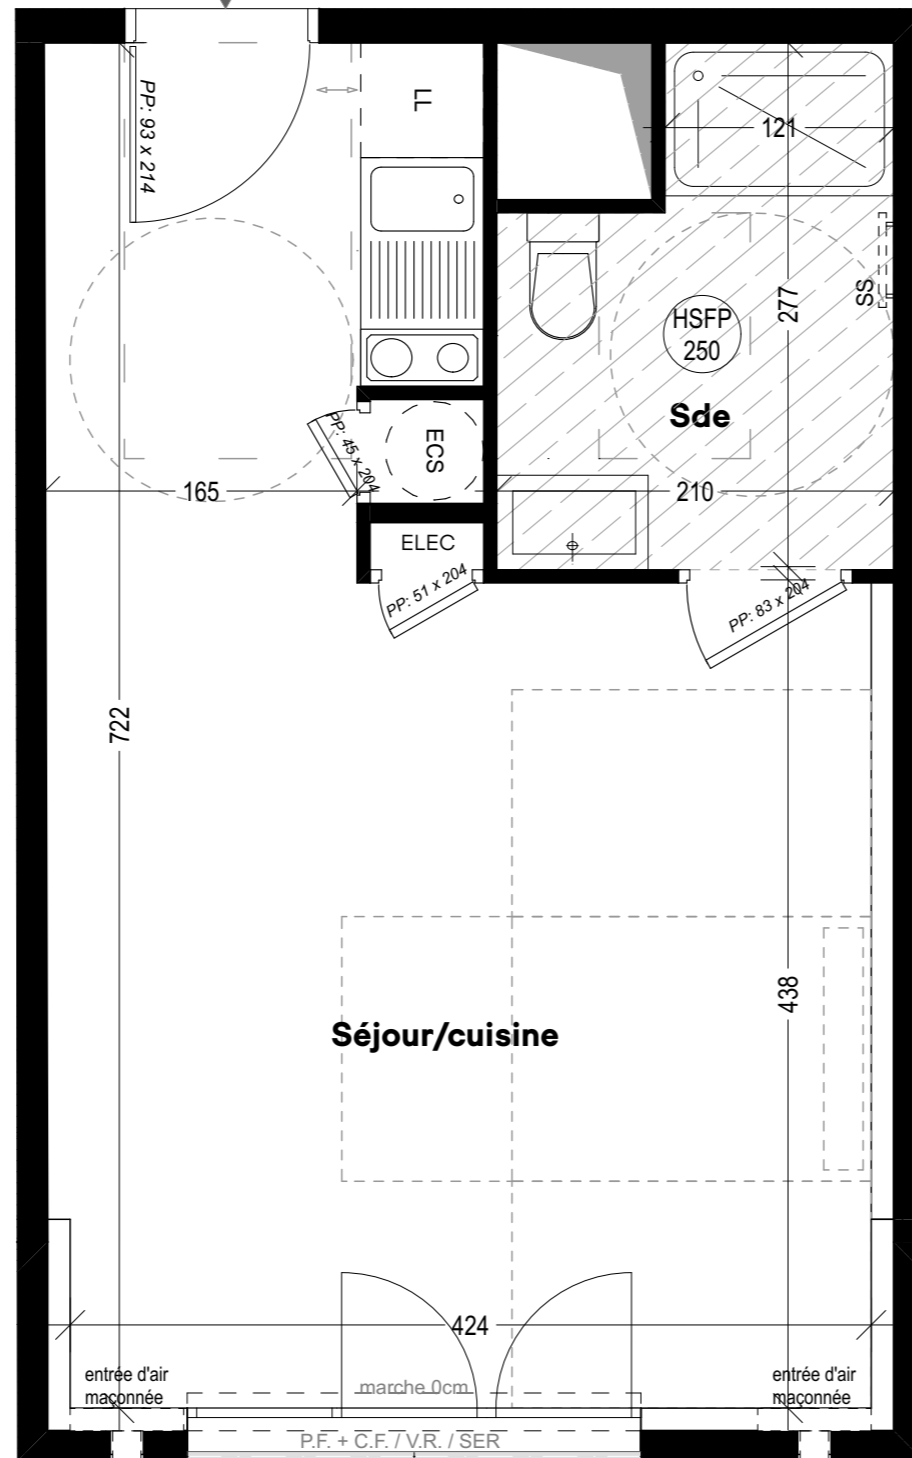 PP: 93 x 214
LL
121
277
SS
HSFP
250
Sde
PP: 45 x 204
ECS
165
210
ELEC
PP: 51 x 204
PP: 83 x 204
722
438
Séjour/cuisine
424
entrée d'air
maçonnée
marche 0cm
entrée d'air
maçonnée
P.F. + C.F. / V.R. / SER